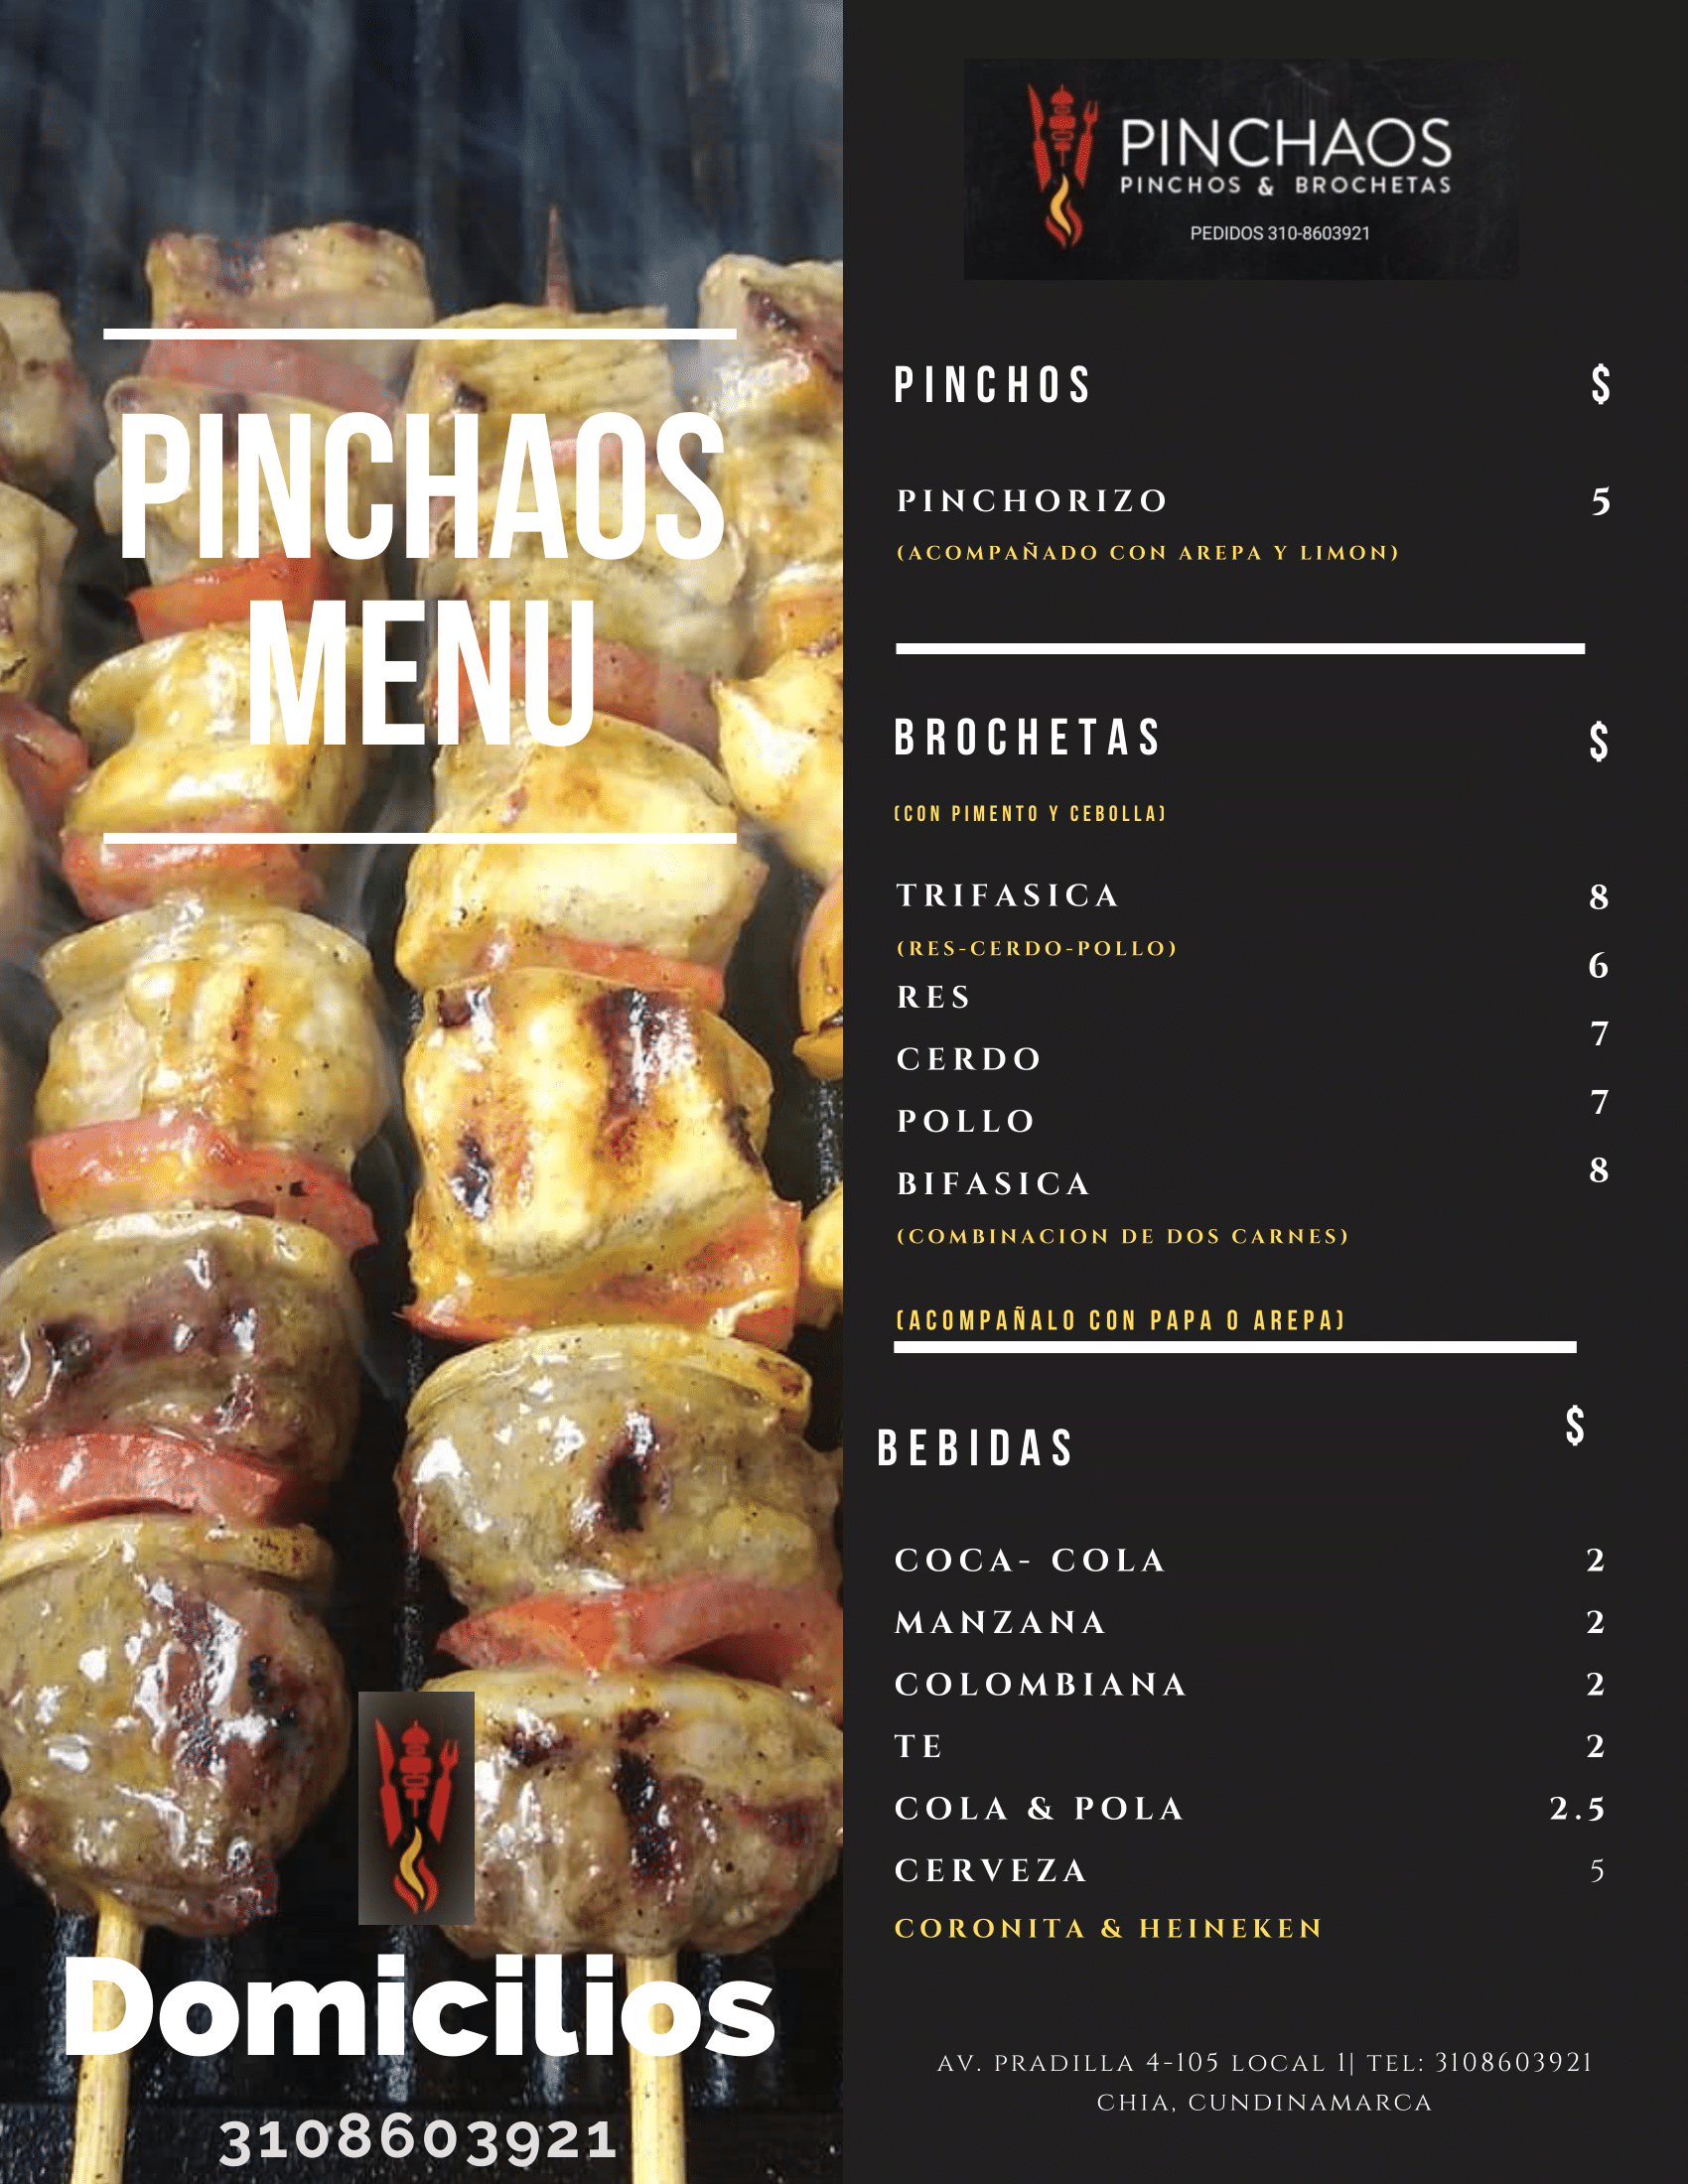 PINCHAOS
MENU
Domicilios
3108603921
PINCHAOS
PINCHOS & BROCHETAS
PEDIDOS 310-8603921
PINCHOS $
PINCHORIZO 5
(ACOMPAÑADO CON AREPA Y LIMON)
BROCHETAS $
(CON PIMENTO Y CEBOLLA)
TRIFASICA 8
(RES-CERDO-POLLO)
RES 6
CERDO 7
POLLO 7
BIFASICA 8
(COMBINACION DE DOS CARNES)
(ACOMPAÑALO CON PAPA O AREPA)
BEBIDAS $
COCA- COLA 2
MANZANA 2
COLOMBIANA 2
TE 2
COLA & POLA 2.5
CERVEZA 5
CORONITA & HEINEKEN
AV. PRADILLA 4-105 LOCAL 1| TEL: 3108603921
CHIA, CUNDINAMARCA